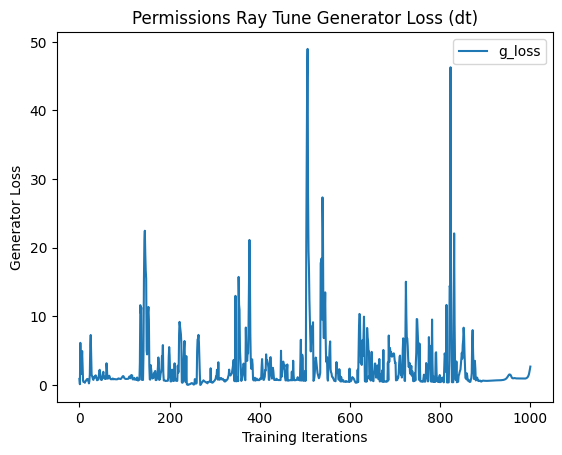 Permissions Ray Tune Generator Loss (dt)
g_loss
Generator Loss
50
40
30
20
10
0
0 200 400 600 800 1000
Training Iterations